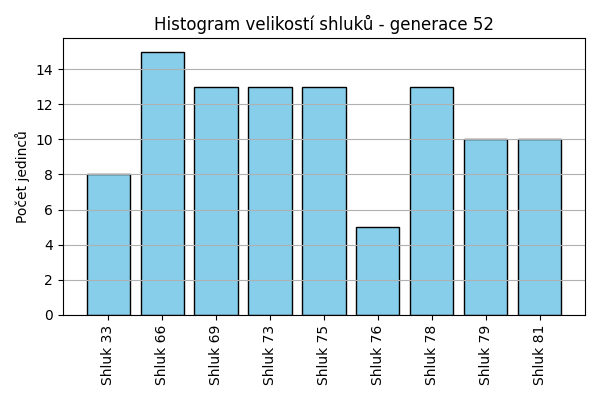 Histogram velikostí shluků - generace 52
Počet jedinců
14
12
10
8
6
4
2
0
Shluk 33
Shluk 66
Shluk 69
Shluk 73
Shluk 75
Shluk 76
Shluk 78
Shluk 79
Shluk 81